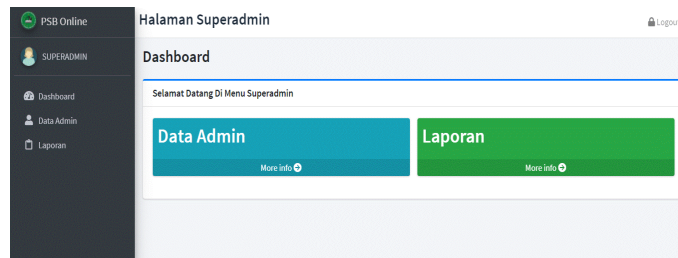 PSB Online
SUPERADMIN
Dashboard
Data Admin
Laporan
Halaman Superadmin
Logou
Dashboard
Selamat Datang Di Menu Superadmin
Data Admin
More info
Laporan
More info